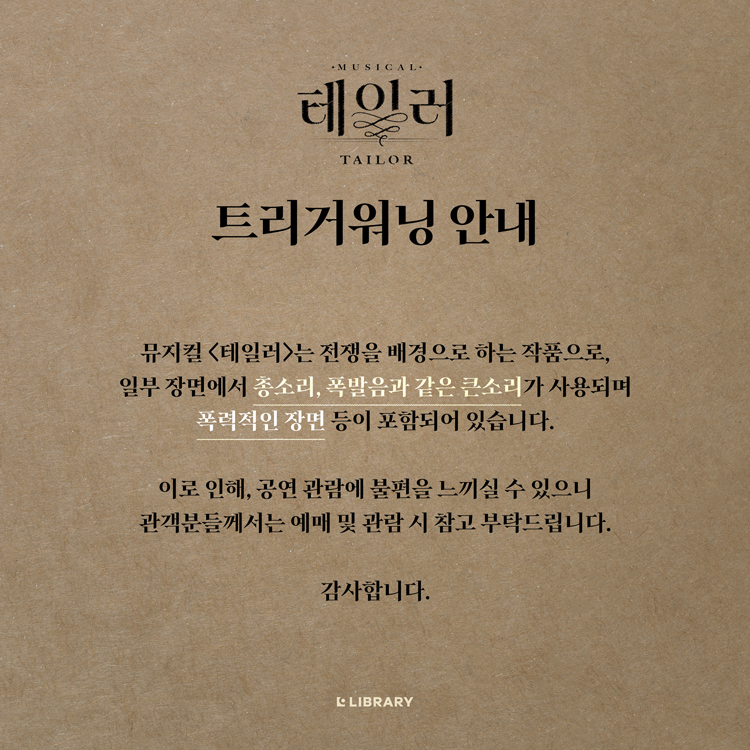 ·MUSICAL·
테일러
TAILOR
트리거워닝 안내
뮤지컬 <테일러>는 전쟁을 배경으로 하는 작품으로,
일부 장면에서 총소리, 폭발음과 같은 큰소리가 사용되며
폭력적인 장면 등이 포함되어 있습니다.
이로 인해, 공연 관람에 불편을 느끼실 수 있으니
관객분들께서는 예매 및 관람 시 참고 부탁드립니다.
감사합니다.
LIBRARY